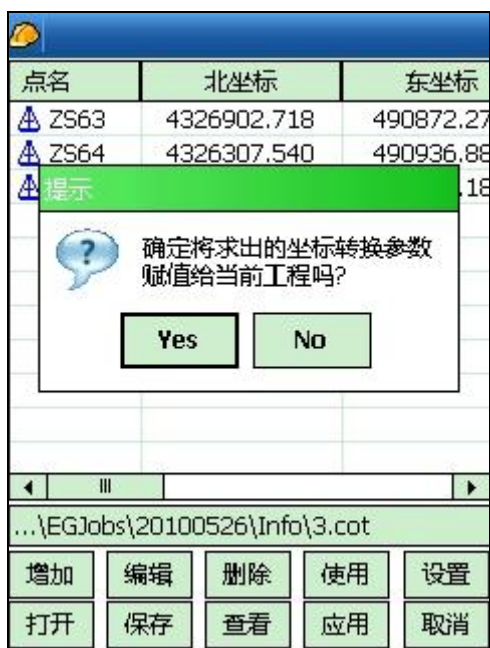 点名 北坐标 东坐标
ZS63 4326902.718 490872.27
ZS64 4326307.540 490936.88
提示 .18
确定将求出的坐标转换参数
赋值给当前工程吗?
Yes No
...\EGJobs\20100526\Info\3.cot
增加 编辑 删除 使用 设置
打开 保存 查看 应用 取消